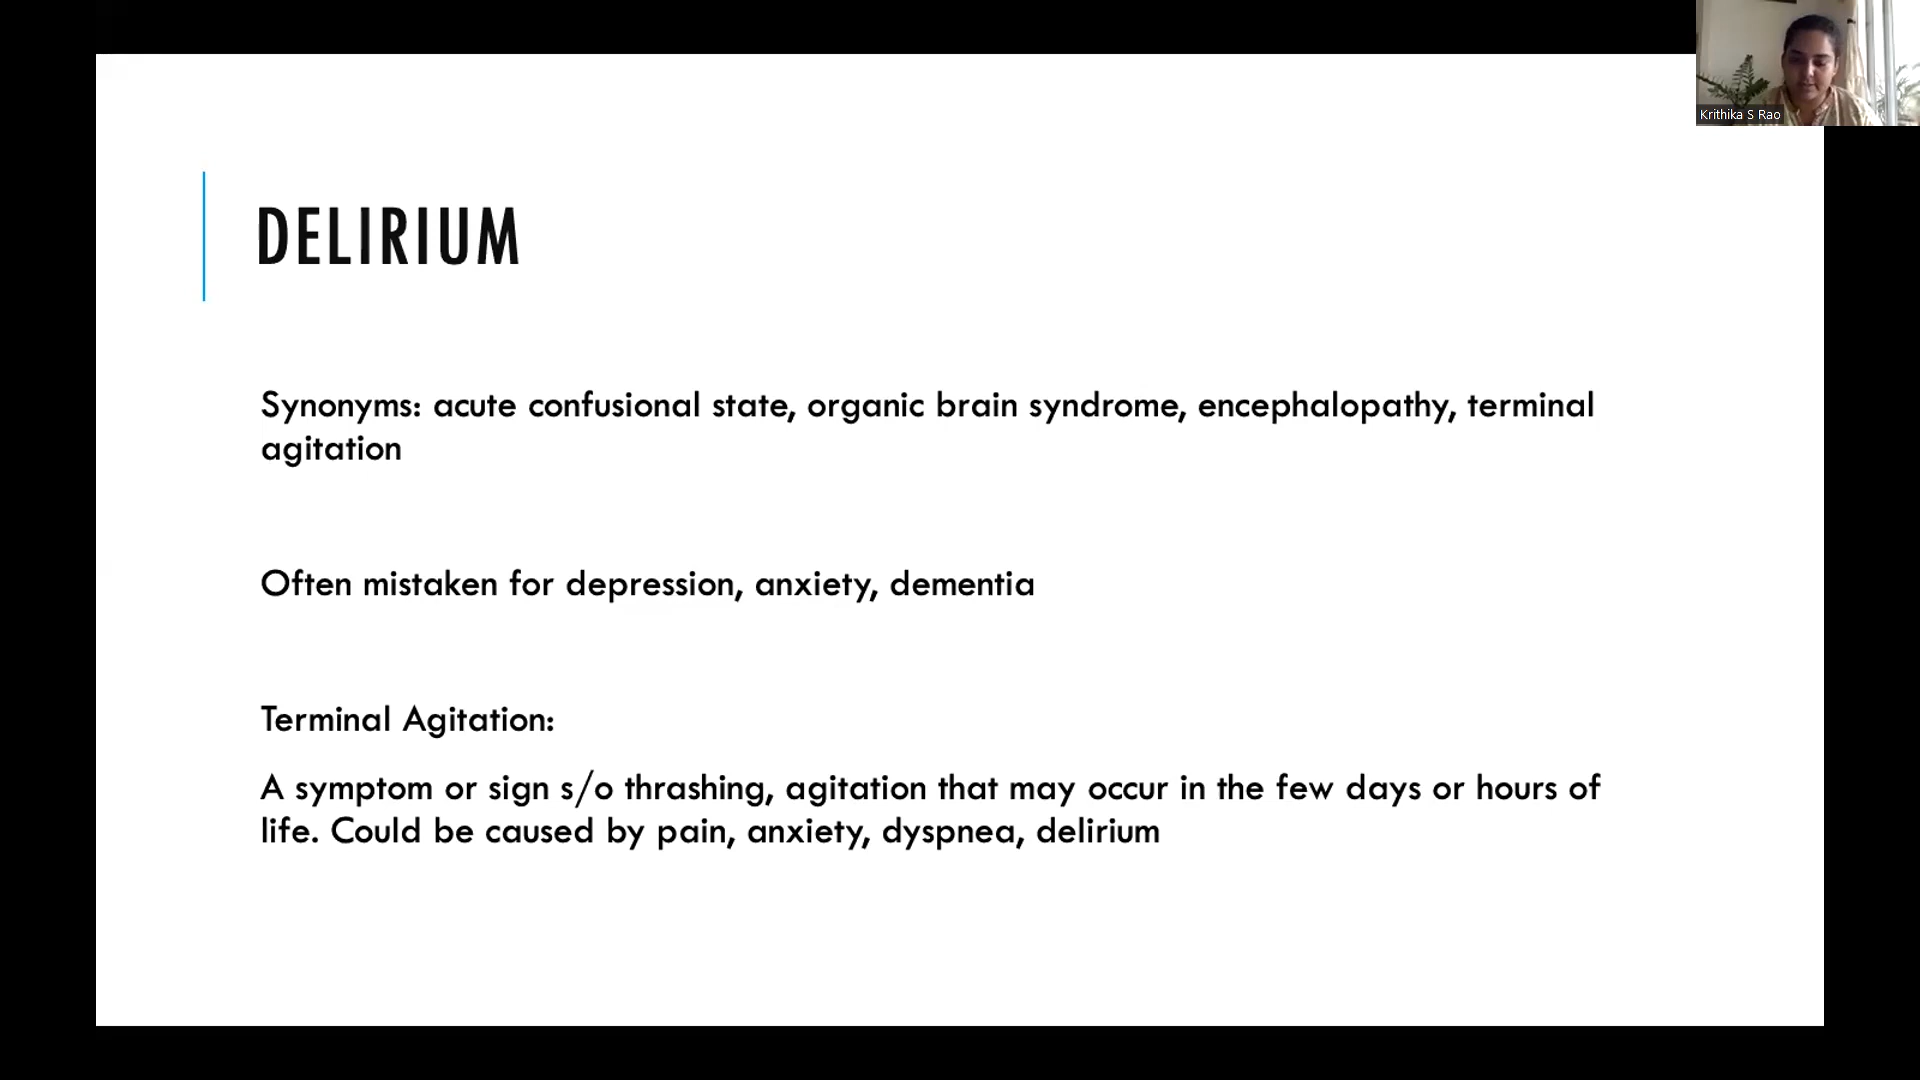 Krithika S Rao
DELIRIUM
Synonyms: acute confusional state, organic brain syndrome, encephalopathy, terminal
agitation
Often mistaken for depression, anxiety, dementia
Terminal Agitation:
A symptom or sign s/o thrashing, agitation that may occur in the few days or hours of
life. Could be caused by pain, anxiety, dyspnea, delirium